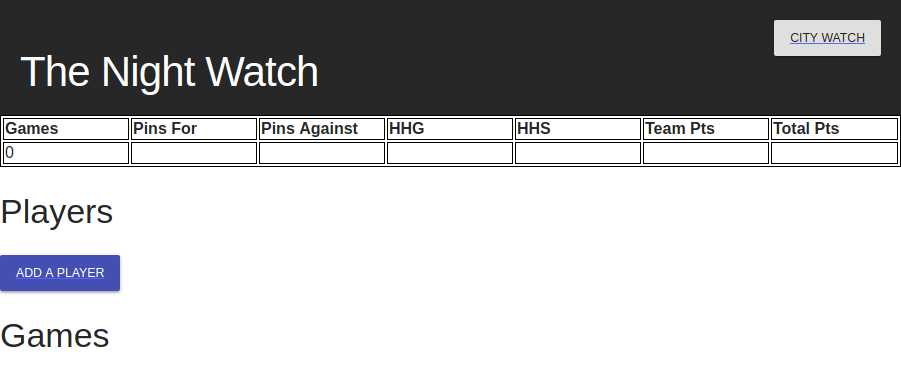 CITY WATCH
The Night Watch
Games Pins For Pins Against HHG HHS Team Pts Total Pts
0
Players
ADD A PLAYER
Games